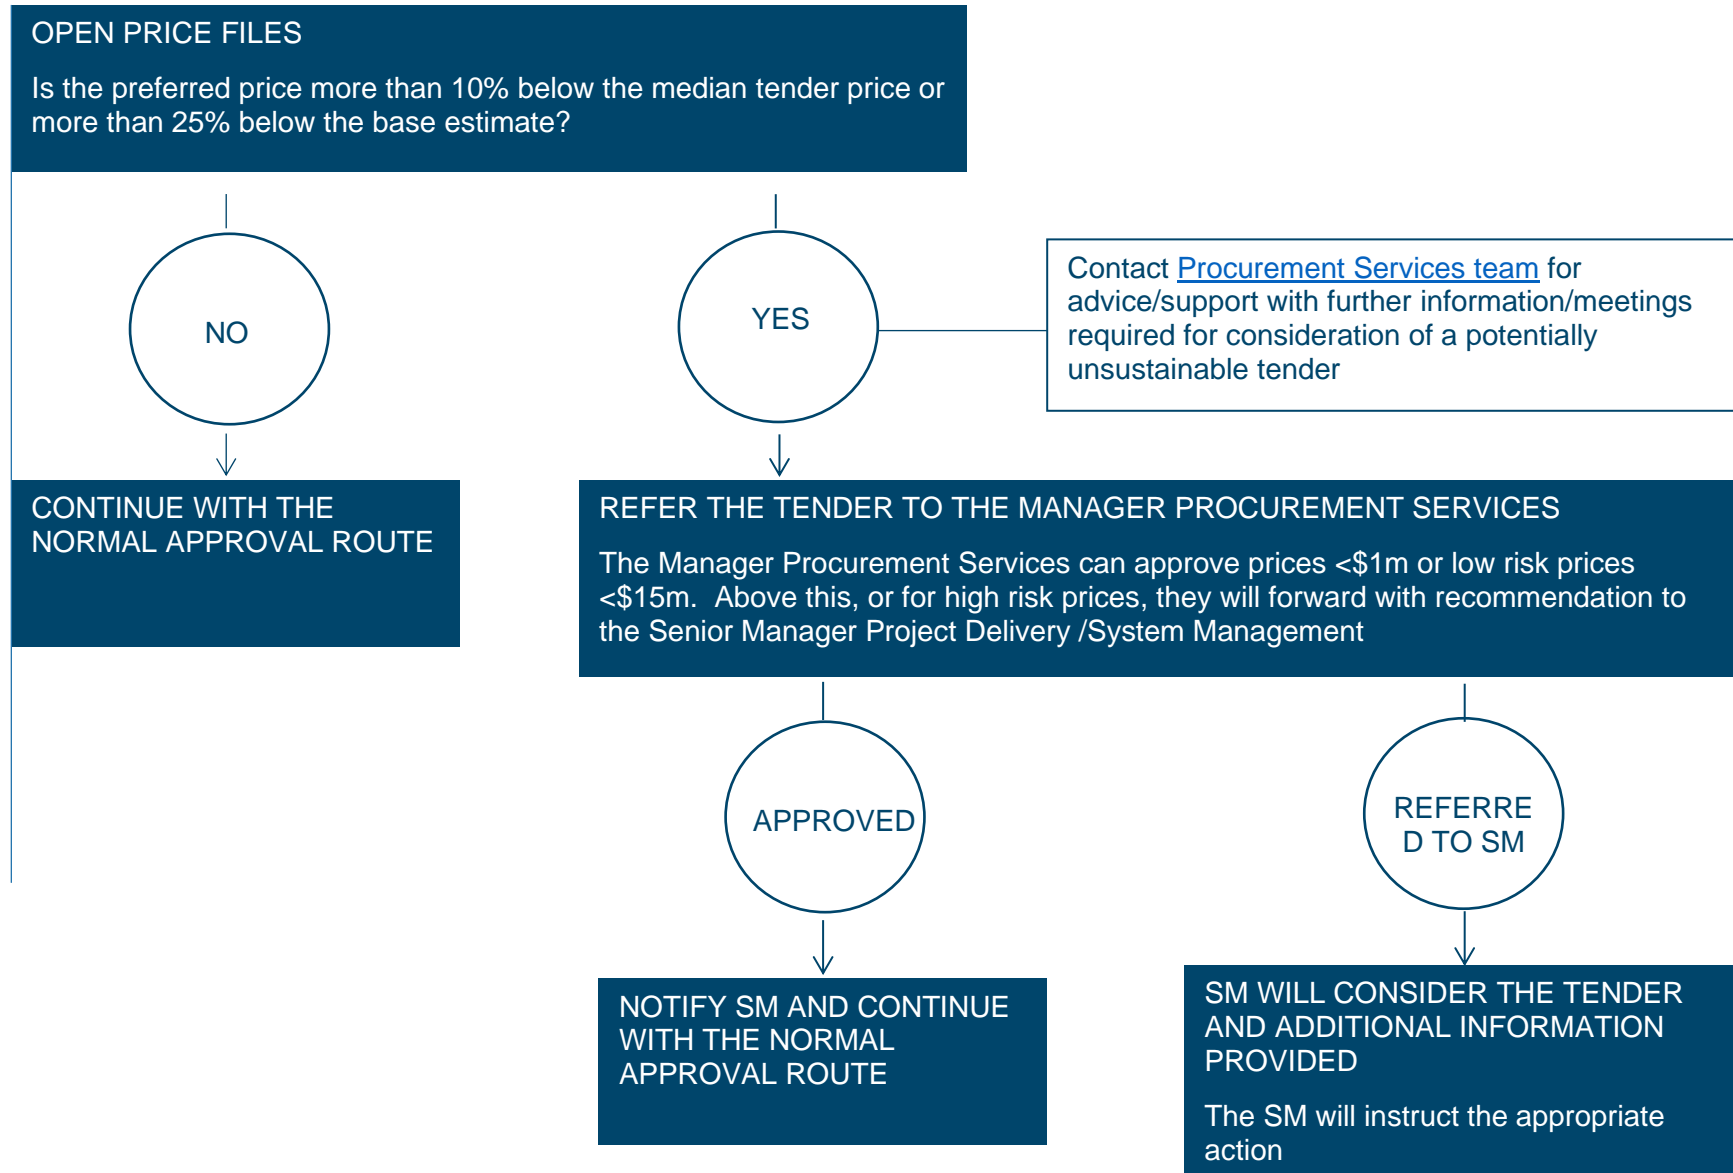 OPEN PRICE FILES
Is the preferred price more than 10% below the median tender price or
more than 25% below the base estimate?
NO
YES
Contact Procurement Services team for
advice/support with further information/meetings
required for consideration of a potentially
unsustainable tender
CONTINUE WITH THE
NORMAL APPROVAL ROUTE
REFER THE TENDER TO THE MANAGER PROCUREMENT SERVICES
The Manager Procurement Services can approve prices <$1m or low risk prices
<$15m.  Above this, or for high risk prices, they will forward with recommendation to
the Senior Manager Project Delivery /System Management
APPROVED
REFERRE
D TO SM
NOTIFY SM AND CONTINUE
WITH THE NORMAL
APPROVAL ROUTE
SM WILL CONSIDER THE TENDER
AND ADDITIONAL INFORMATION
PROVIDED
The SM will instruct the appropriate
action